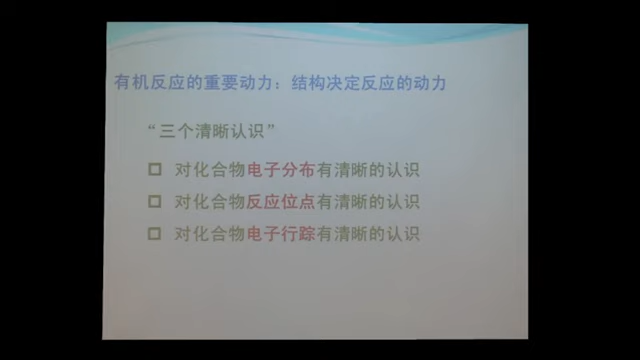 有机反应的重要动力：结构决定反应的动力
“三个清晰认识”
对化合物电子分布有清晰的认识
对化合物反应位点有清晰的认识
对化合物电子行踪有清晰的认识